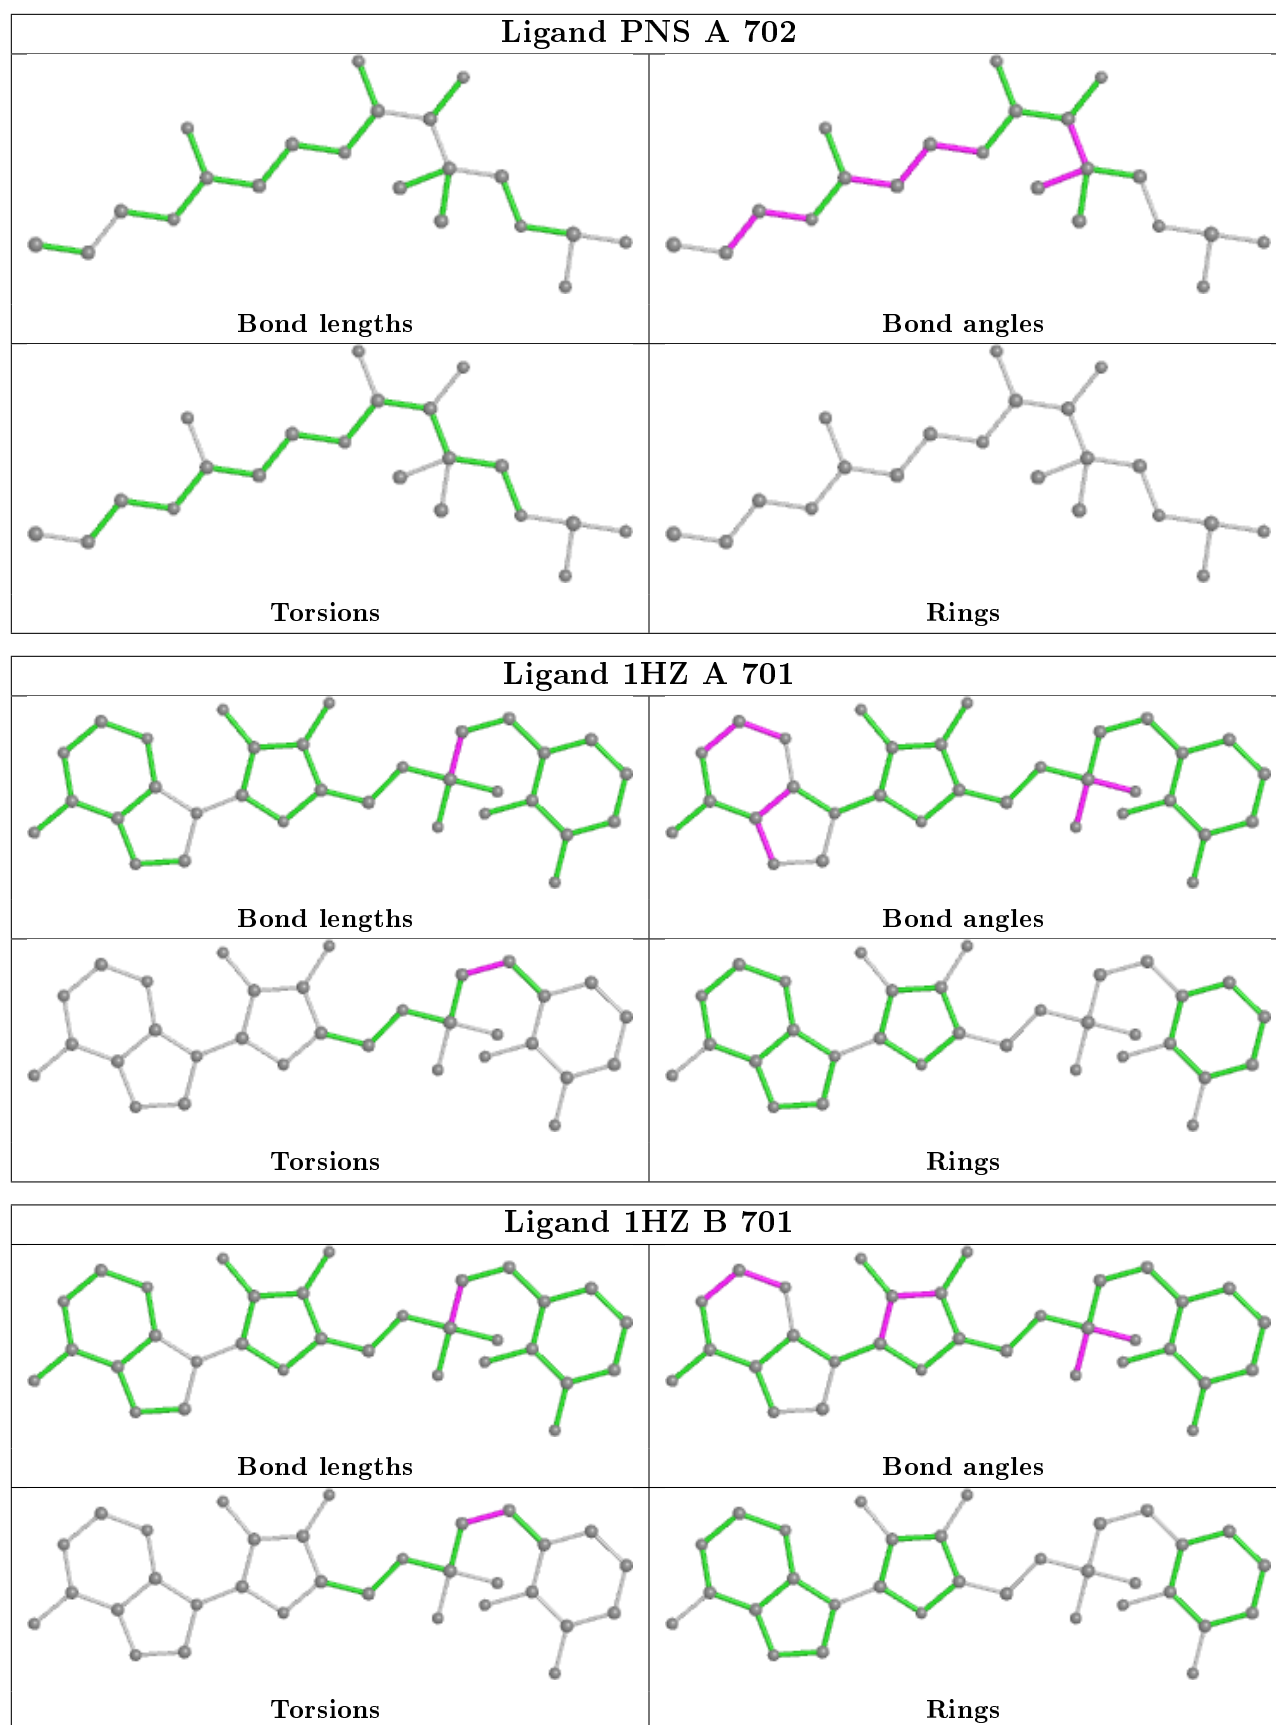 Ligand PNS A 702
Bond lengths
Bond angles
Torsions
Rings
Ligand 1HZ A 701
Bond lengths
Bond angles
Torsions
Rings
Ligand 1HZ B 701
Bond lengths
Bond angles
Torsions
Rings